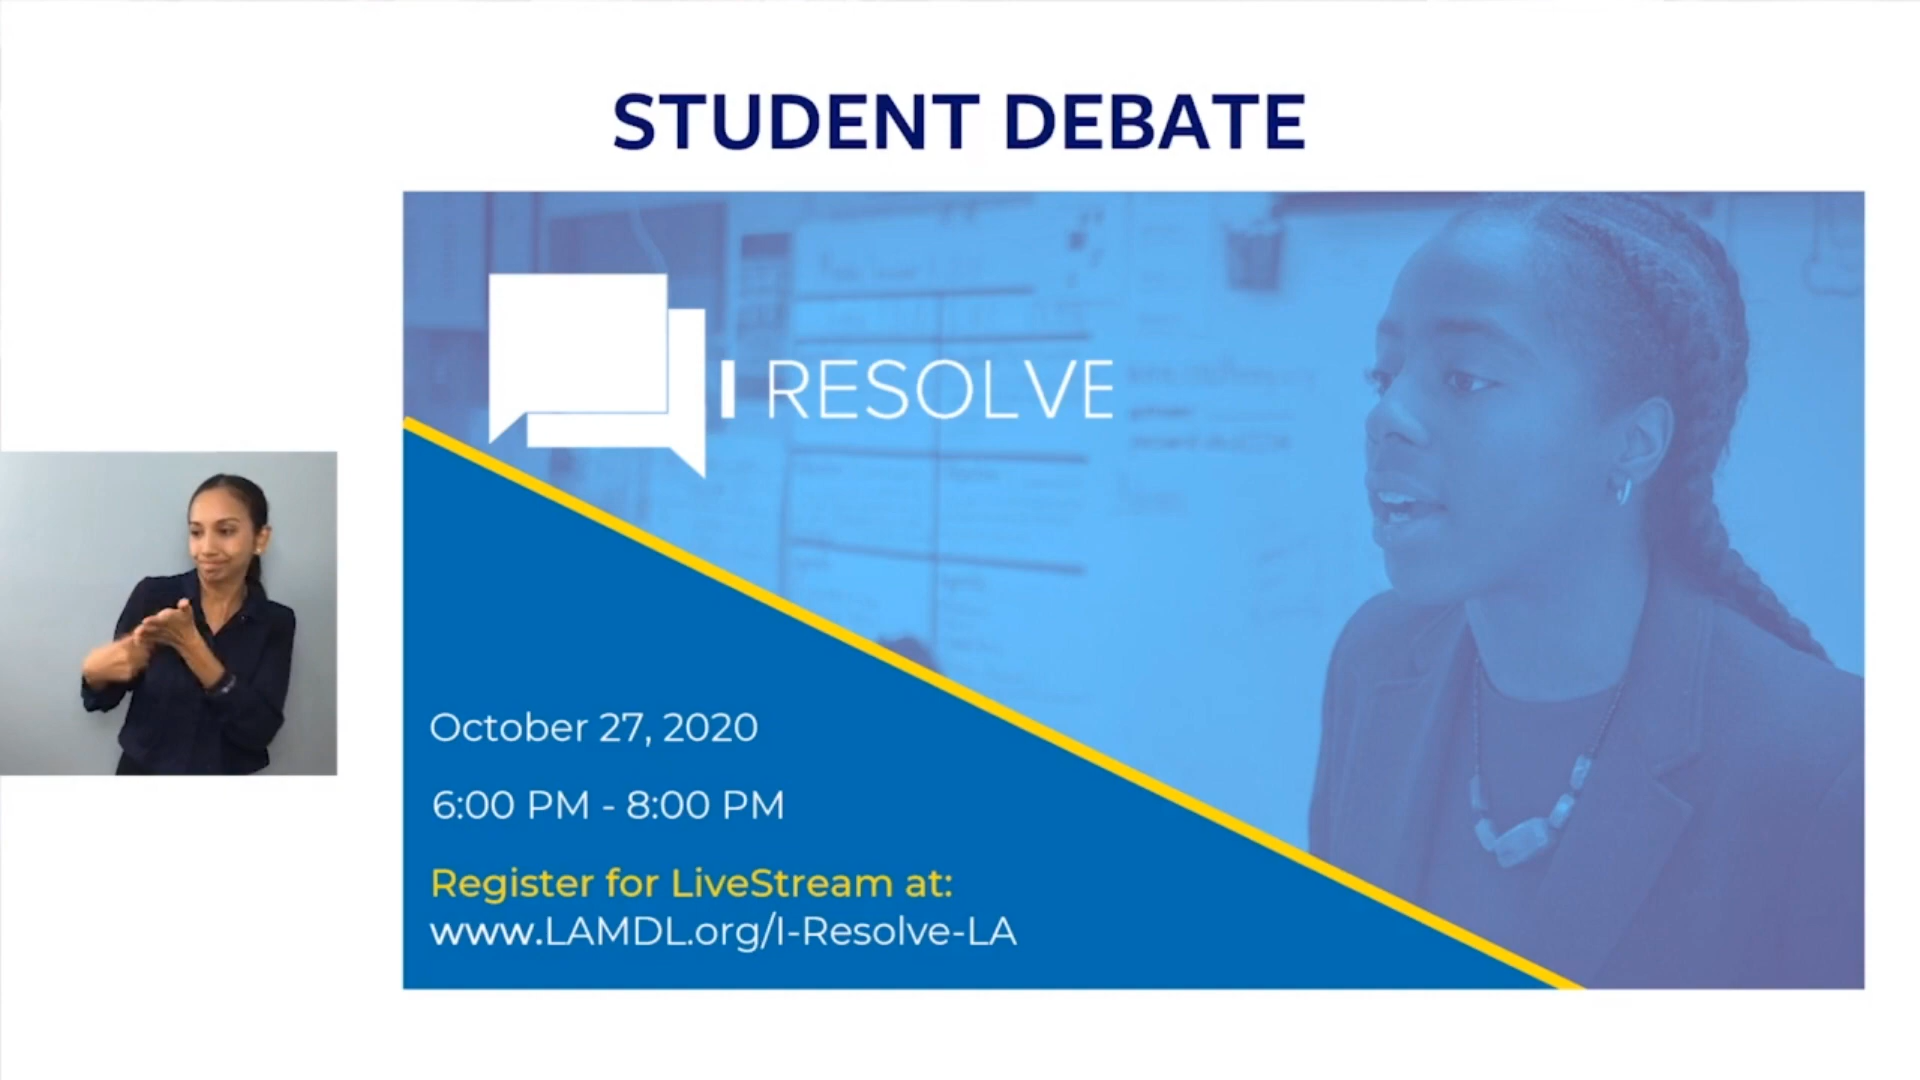 STUDENT DEBATE
I RESOLVE
October 27, 2020
6:00 PM - 8:00 PM
Register for LiveStream at:
www.LAMDL.org/I-Resolve-LA